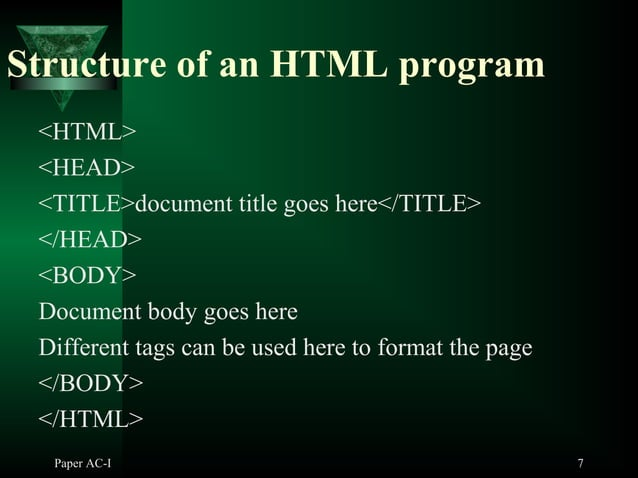 Structure of an HTML program
<HTML>
<HEAD>
<TITLE>document title goes here</TITLE>
</HEAD>
<BODY>
Document body goes here
Different tags can be used here to format the page
</BODY>
</HTML>
Paper AC-I 7